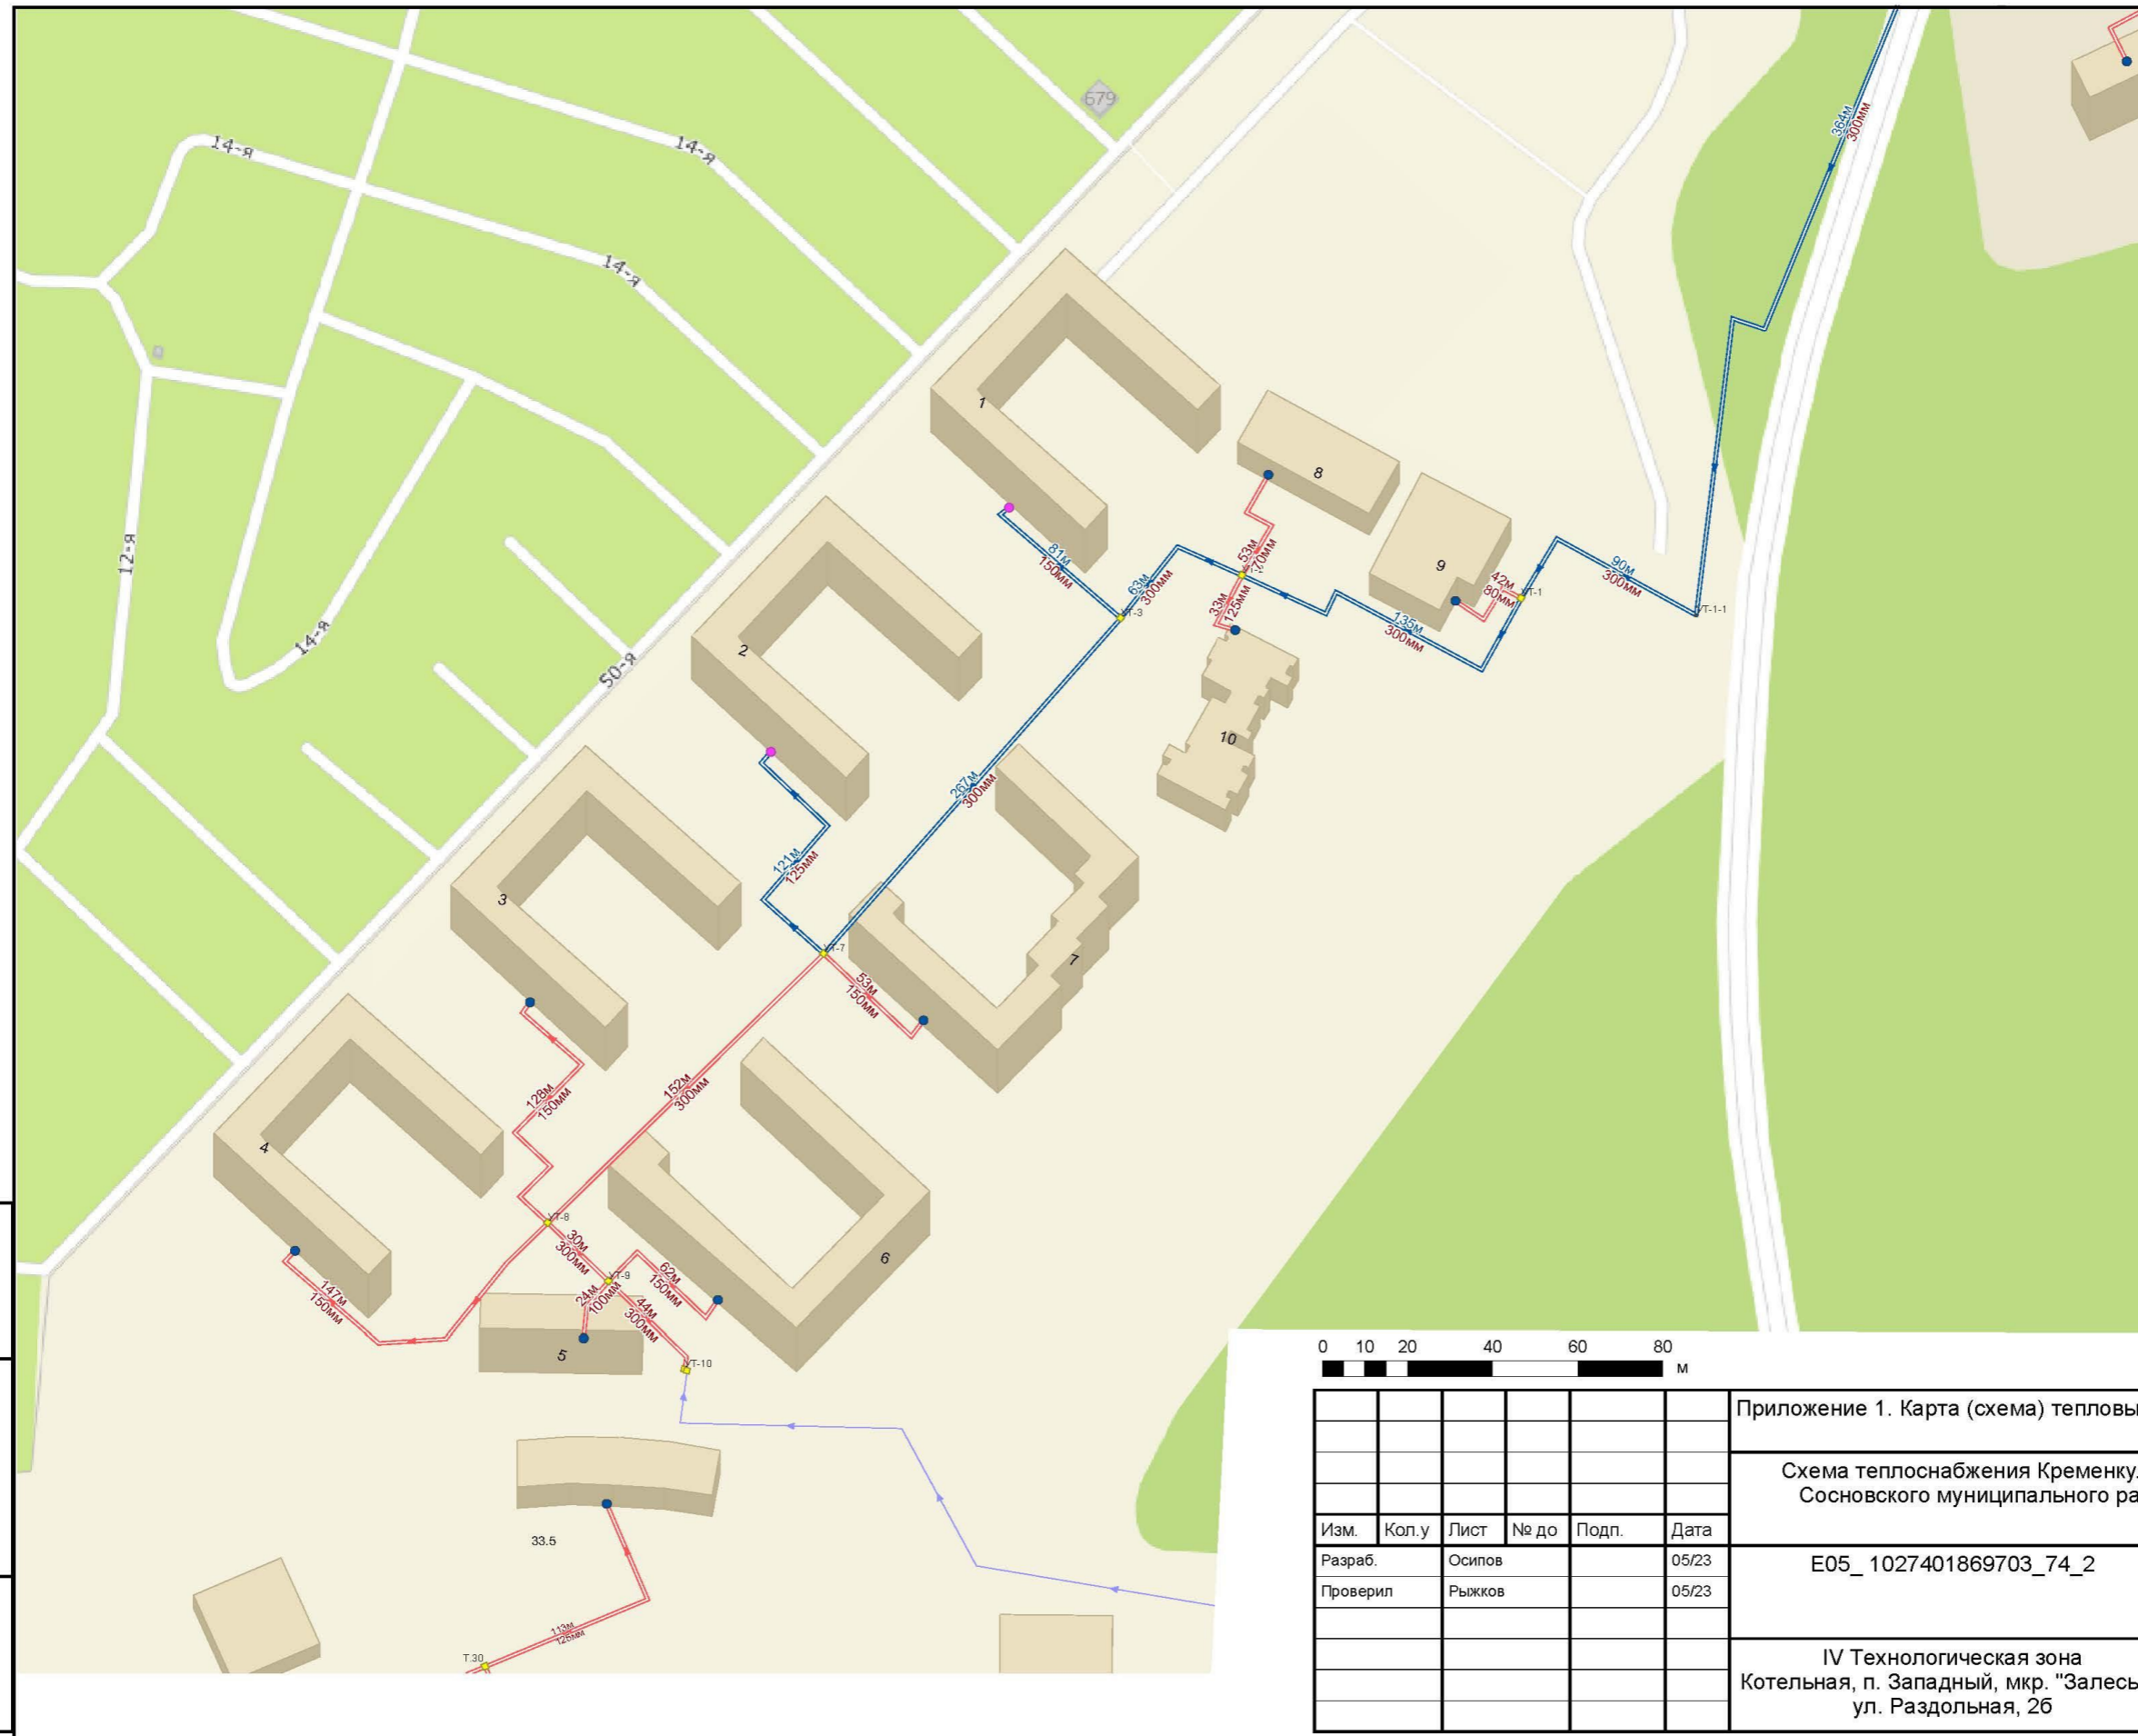 679
14-я
14-я
14-я
14-я
12-я
50-я
364м
300мм
1
8
9
81м
150мм
63м
300мм
УТ-3
53м
70мм
33м
125мм
42м
80мм
УТ-1
90м
300мм
УТ-1-1
135м
300мм
2
10
267м
300мм
121м
125мм
3
УТ-7
7
53м
150мм
152м
300мм
128м
150мм
4
УТ-8
30м
300мм
УТ-9
62м
150мм
6
24м
100мм
44м
300мм
147м
150мм
5
УТ-10
33.5
113м
125мм
Т.30
0 10 20 40 60 80
м
Приложение 1. Карта (схема) тепловы
Схема теплоснабжения Кременку
Сосновского муниципального ра
Изм. Кол.у Лист № до Подп. Дата
Разраб. Осипов 05/23
Проверил Рыжков 05/23
E05_ 1027401869703_74_2
IV Технологическая зона
Котельная, п. Западный, мкр. "Залесь
ул. Раздольная, 2б